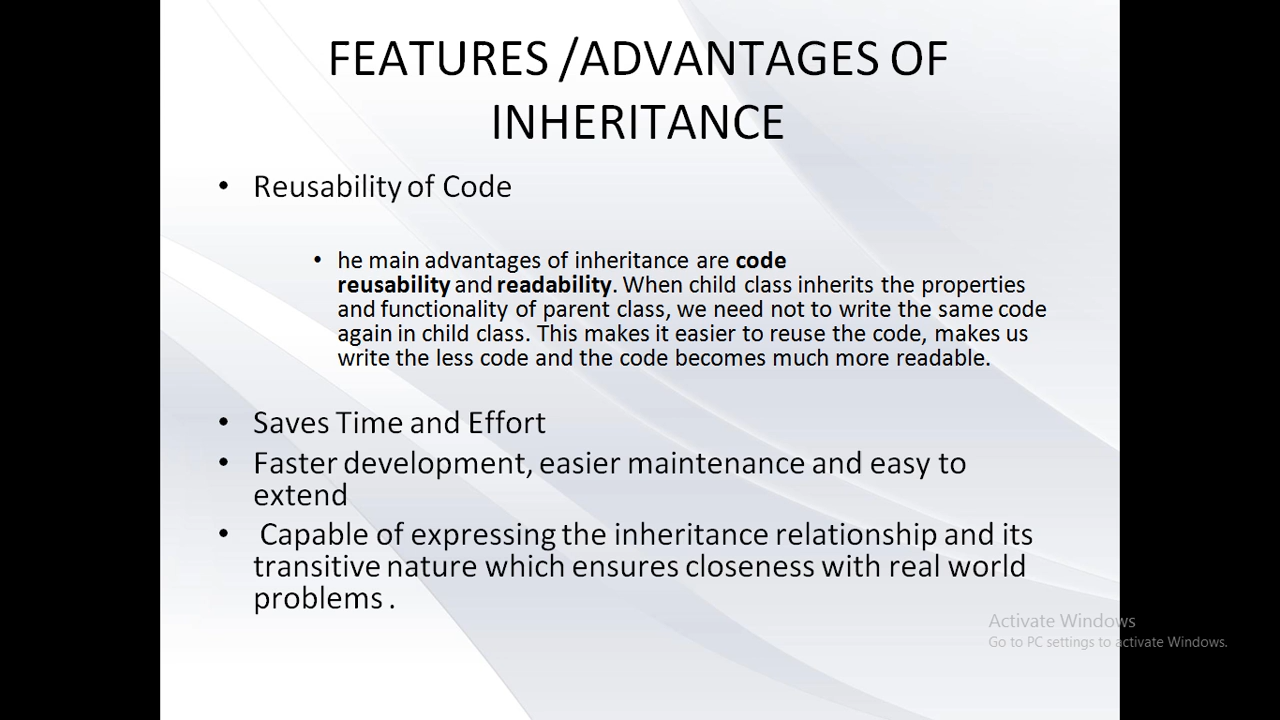 FEATURES /ADVANTAGES OF
INHERITANCE
• Reusability of Code
• he main advantages of inheritance are code
reusability and readability. When child class inherits the properties
and functionality of parent class, we need not to write the same code
again in child class. This makes it easier to reuse the code, makes us
write the less code and the code becomes much more readable.
• Saves Time and Effort
• Faster development, easier maintenance and easy to
extend
• Capable of expressing the inheritance relationship and its
transitive nature which ensures closeness with real world
problems .
Activate Windows
Go to PC settings to activate Windows.